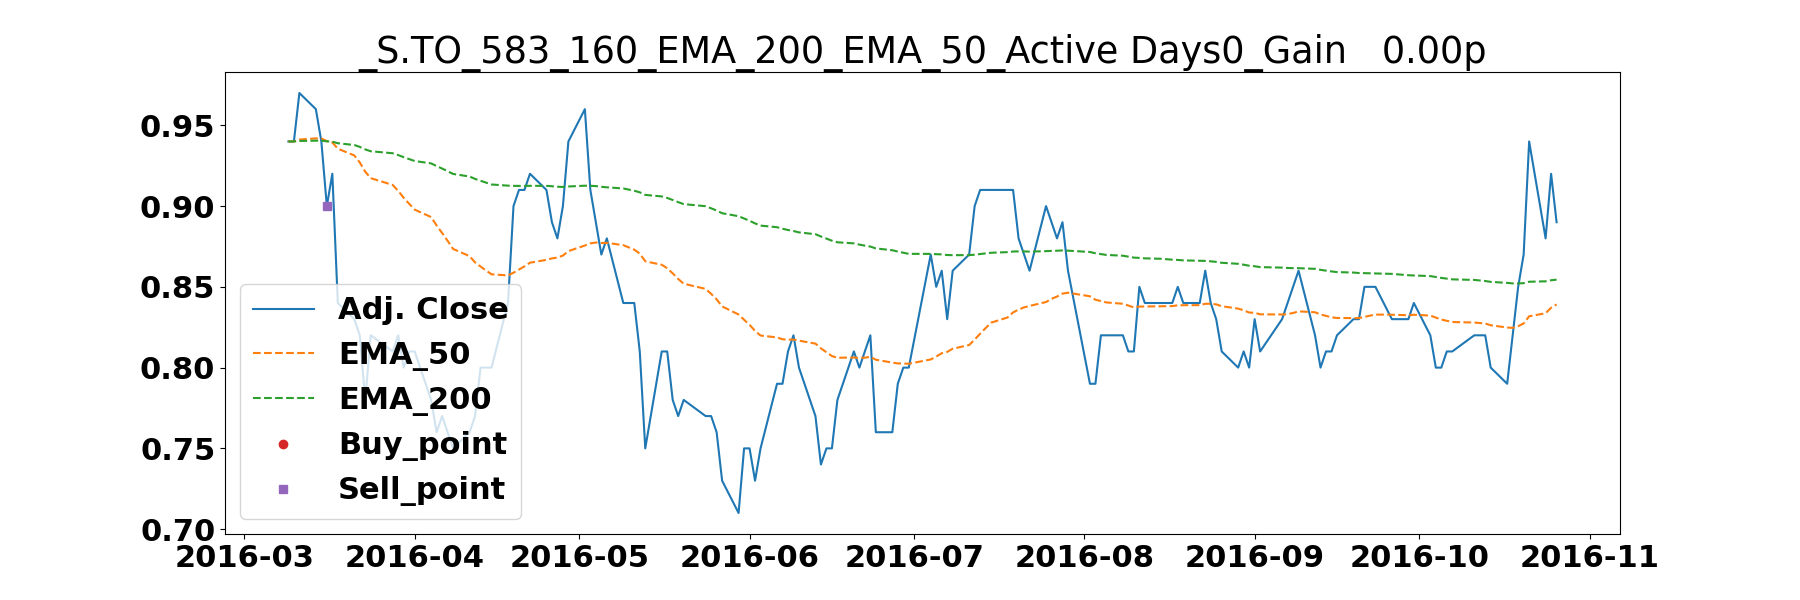 _S.TO_583_160_EMA_200_EMA_50_Active Days0_Gain   0.00p
0.95
0.90
0.85
0.80
0.75
0.70
Adj. Close
EMA_50
EMA_200
Buy_point
Sell_point
2016-03 2016-04 2016-05 2016-06 2016-07 2016-08 2016-09 2016-10 2016-11